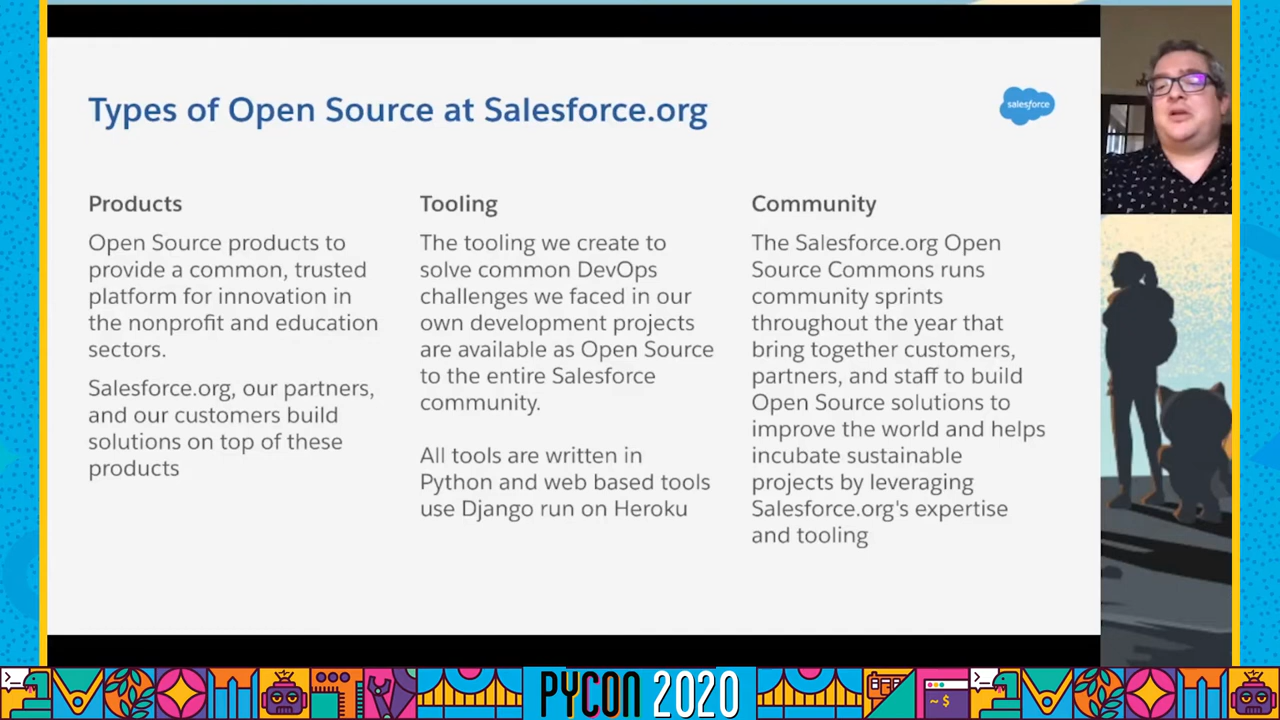 Types of Open Source at Salesforce.org
salesforce
Products
Open Source products to
provide a common, trusted
platform for innovation in
the nonprofit and education
sectors.
Salesforce.org, our partners,
and our customers build
solutions on top of these
products
Tooling
The tooling we create to
solve common DevOps
challenges we faced in our
own development projects
are available as Open Source
to the entire Salesforce
community.
All tools are written in
Python and web based tools
use Django run on Heroku
Community
The Salesforce.org Open
Source Commons runs
community sprints
throughout the year that
bring together customers,
partners, and staff to build
Open Source solutions to
improve the world and helps
incubate sustainable
projects by leveraging
Salesforce.org's expertise
and tooling
PYCON 2020
~$